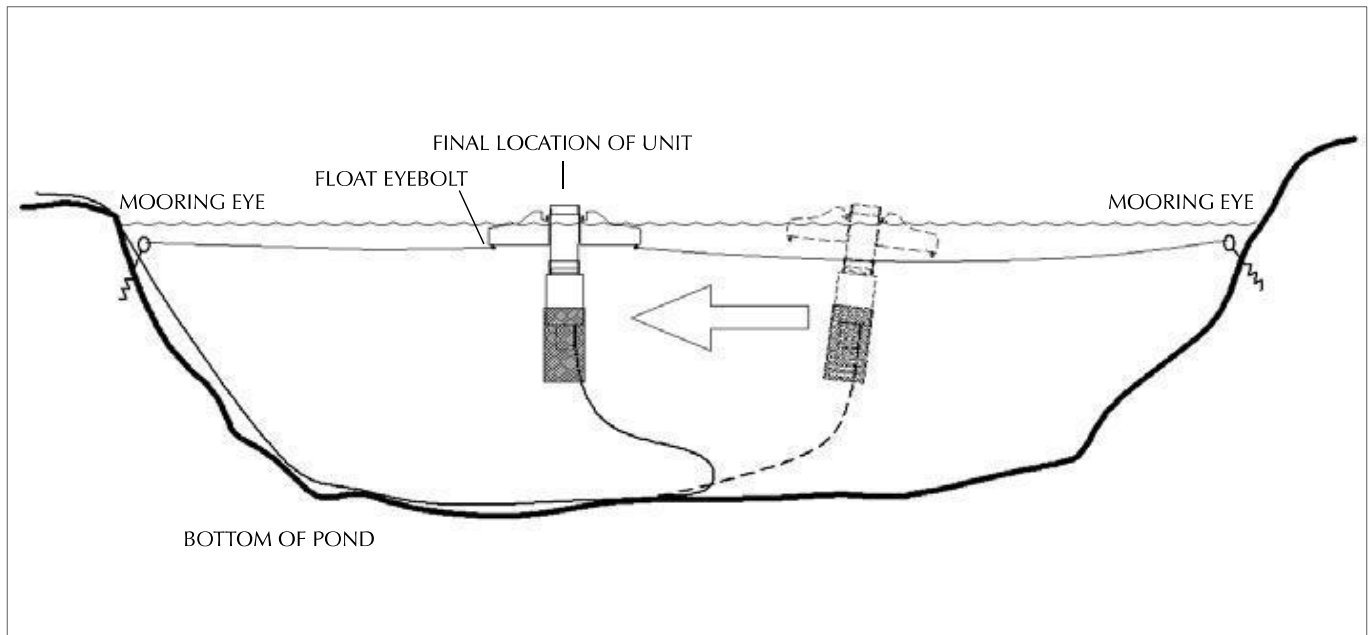 FINAL LOCATION OF UNIT
FLOAT EYEBOLT
MOORING EYE
MOORING EYE
BOTTOM OF POND